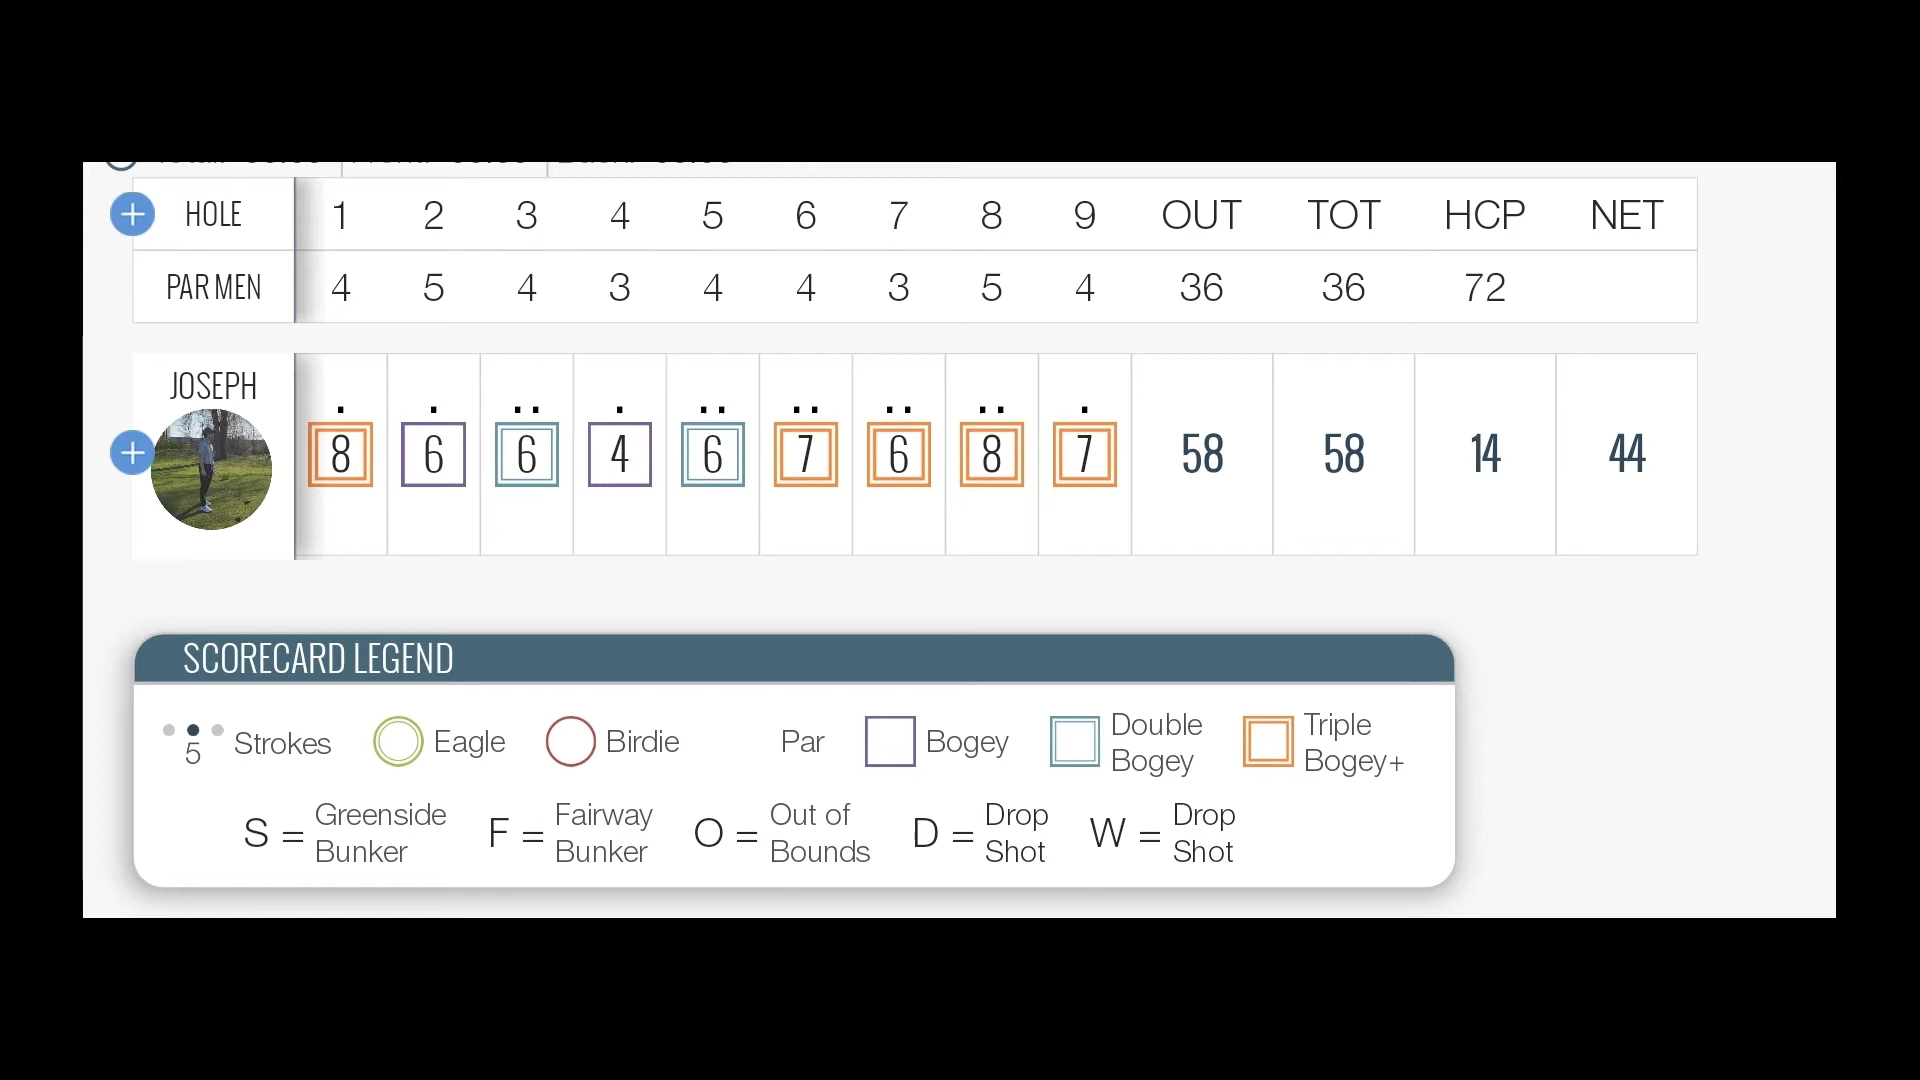 HOLE 1 2 3 4 5 6 7 8 9 OUT TOT HCP NET
PAR MEN 4 5 4 3 4 4 3 5 4 36 36 72
JOSEPH
8 6 6 4 6 7 6 8 7 58 58 14 44
SCORECARD LEGEND
5 Strokes Eagle Birdie Par Bogey Double Bogey Triple Bogey+
S = Greenside Bunker F = Fairway Bunker O = Out of Bounds D = Drop Shot W = Drop Shot